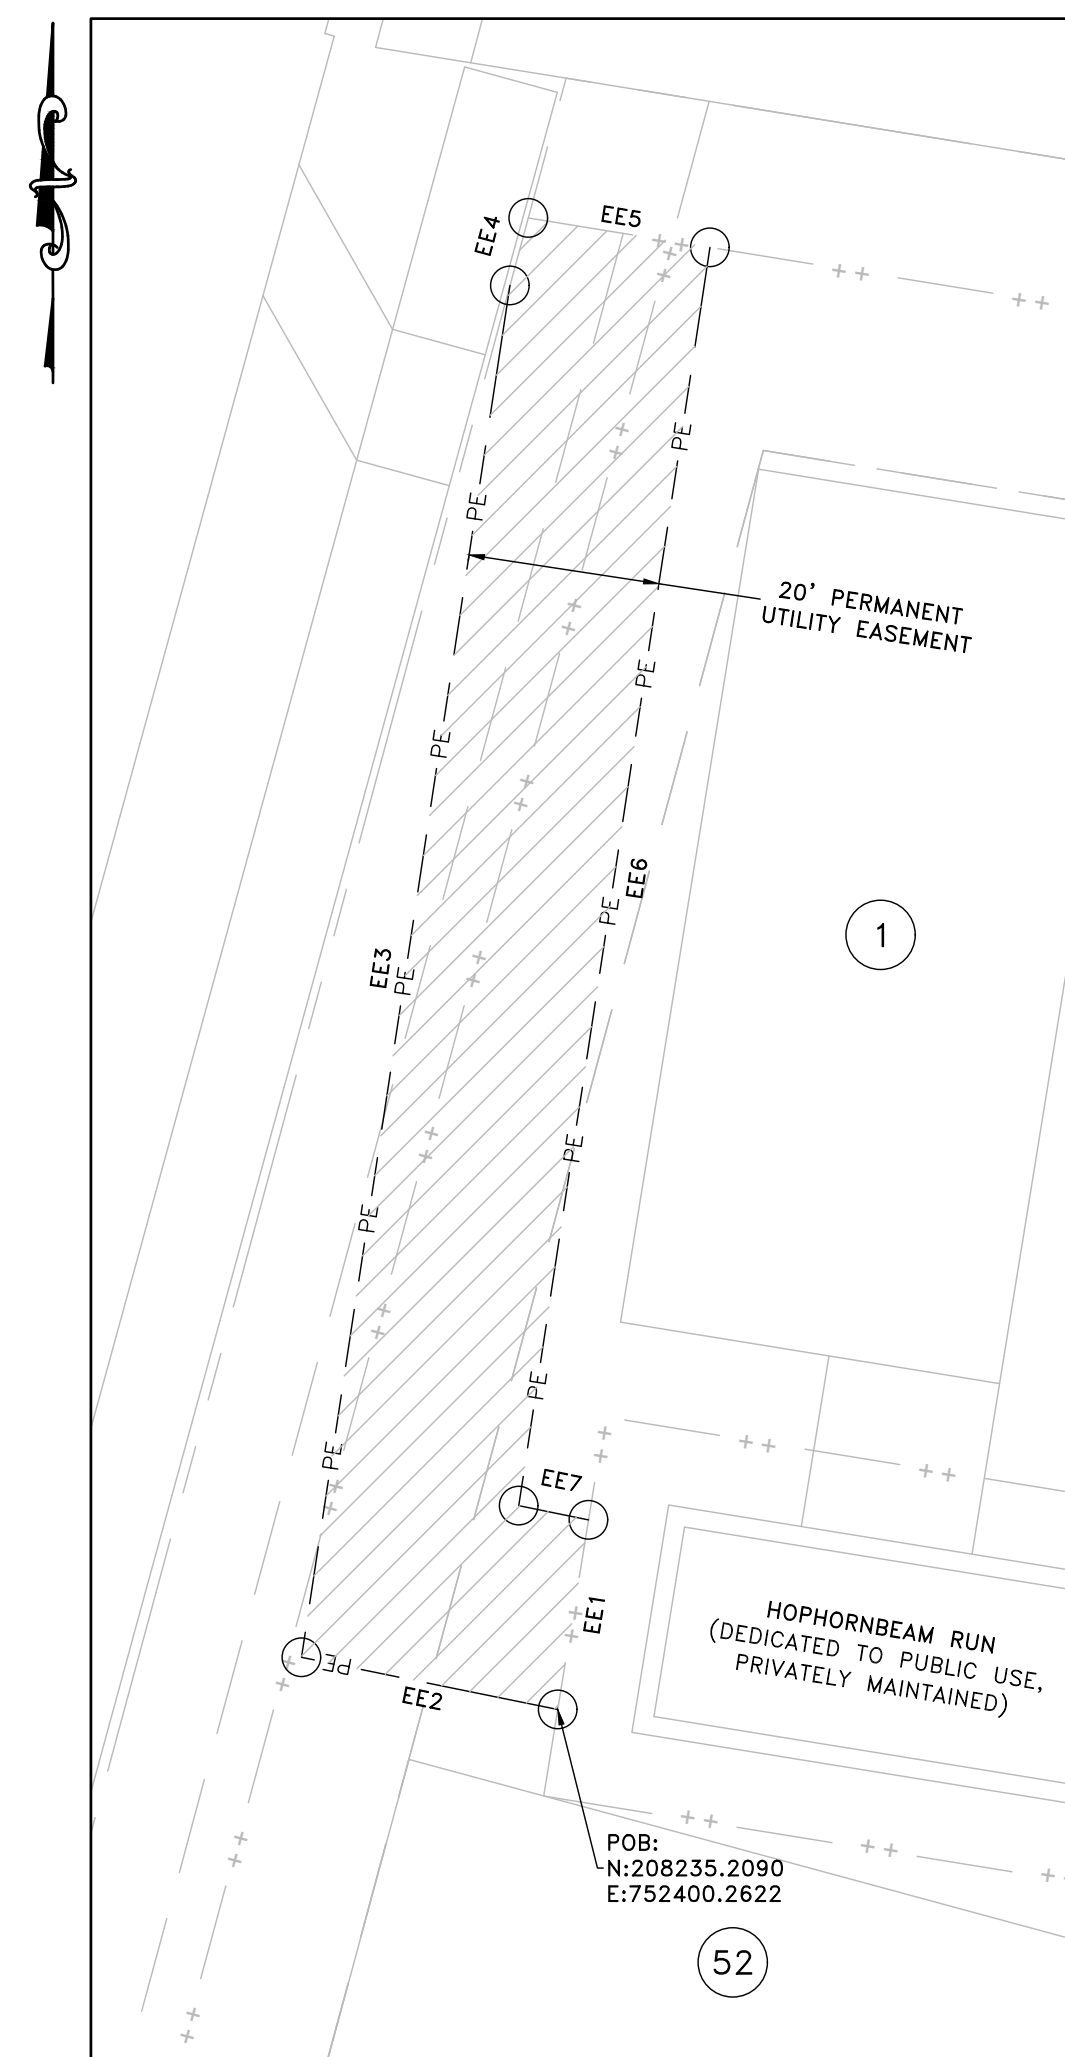 EE5
EE4
PE
PE
20' PERMANENT
UTILITY EASEMENT
PE
PE
EE6
PE
1
EE3
PE
PE
PE
PE
PE
EE7
EE1
HOPHORNBEAM RUN
(DEDICATED TO PUBLIC USE,
PRIVATELY MAINTAINED)
PE
EE2
POB:
N:208235.2090
E:752400.2622
52